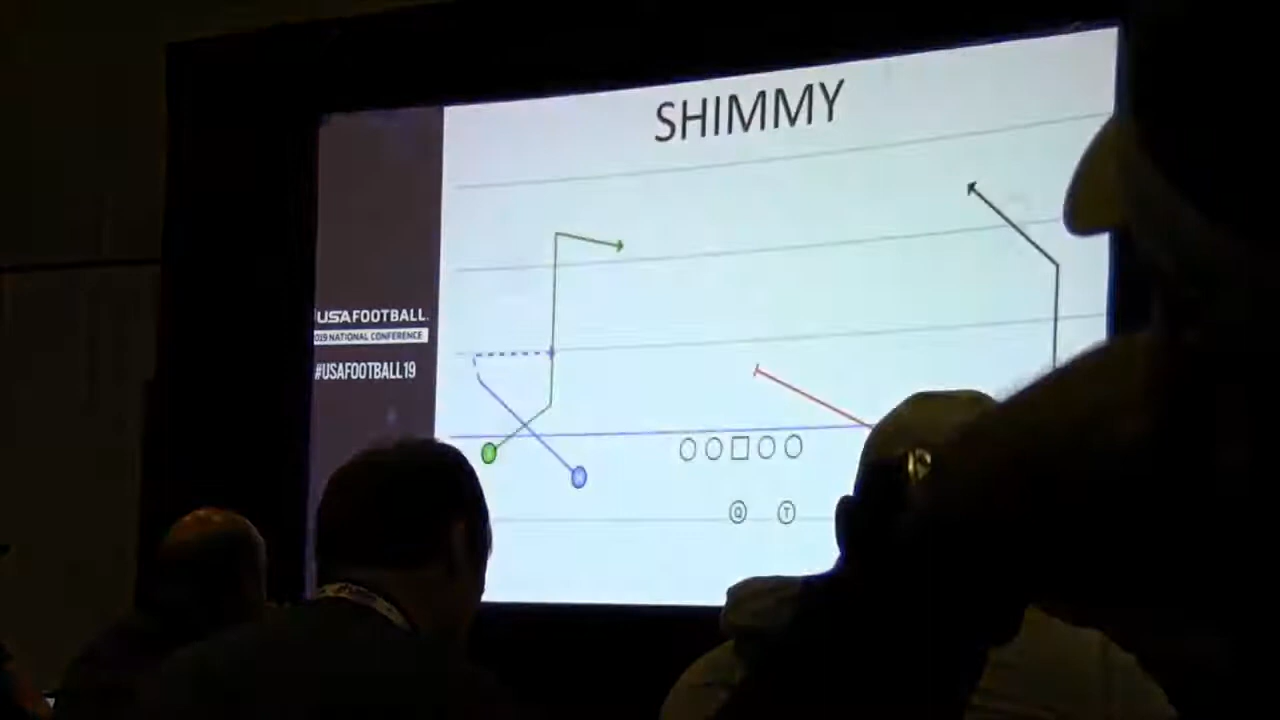 SHIMMY
USAFOOTBALL
2019 NATIONAL CONFERENCE
#USAFOOTBALL19
Q
T